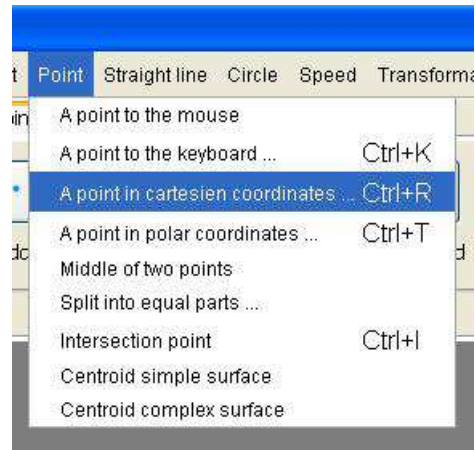 Point Straight line Circle Speed
A point to the mouse
A point to the keyboard ... Ctrl+K
A point in cartesien coordinates ... Ctrl+R
A point in polar coordinates ... Ctrl+T
Middle of two points
Split into equal parts ...
Intersection point Ctrl+I
Centroid simple surface
Centroid complex surface